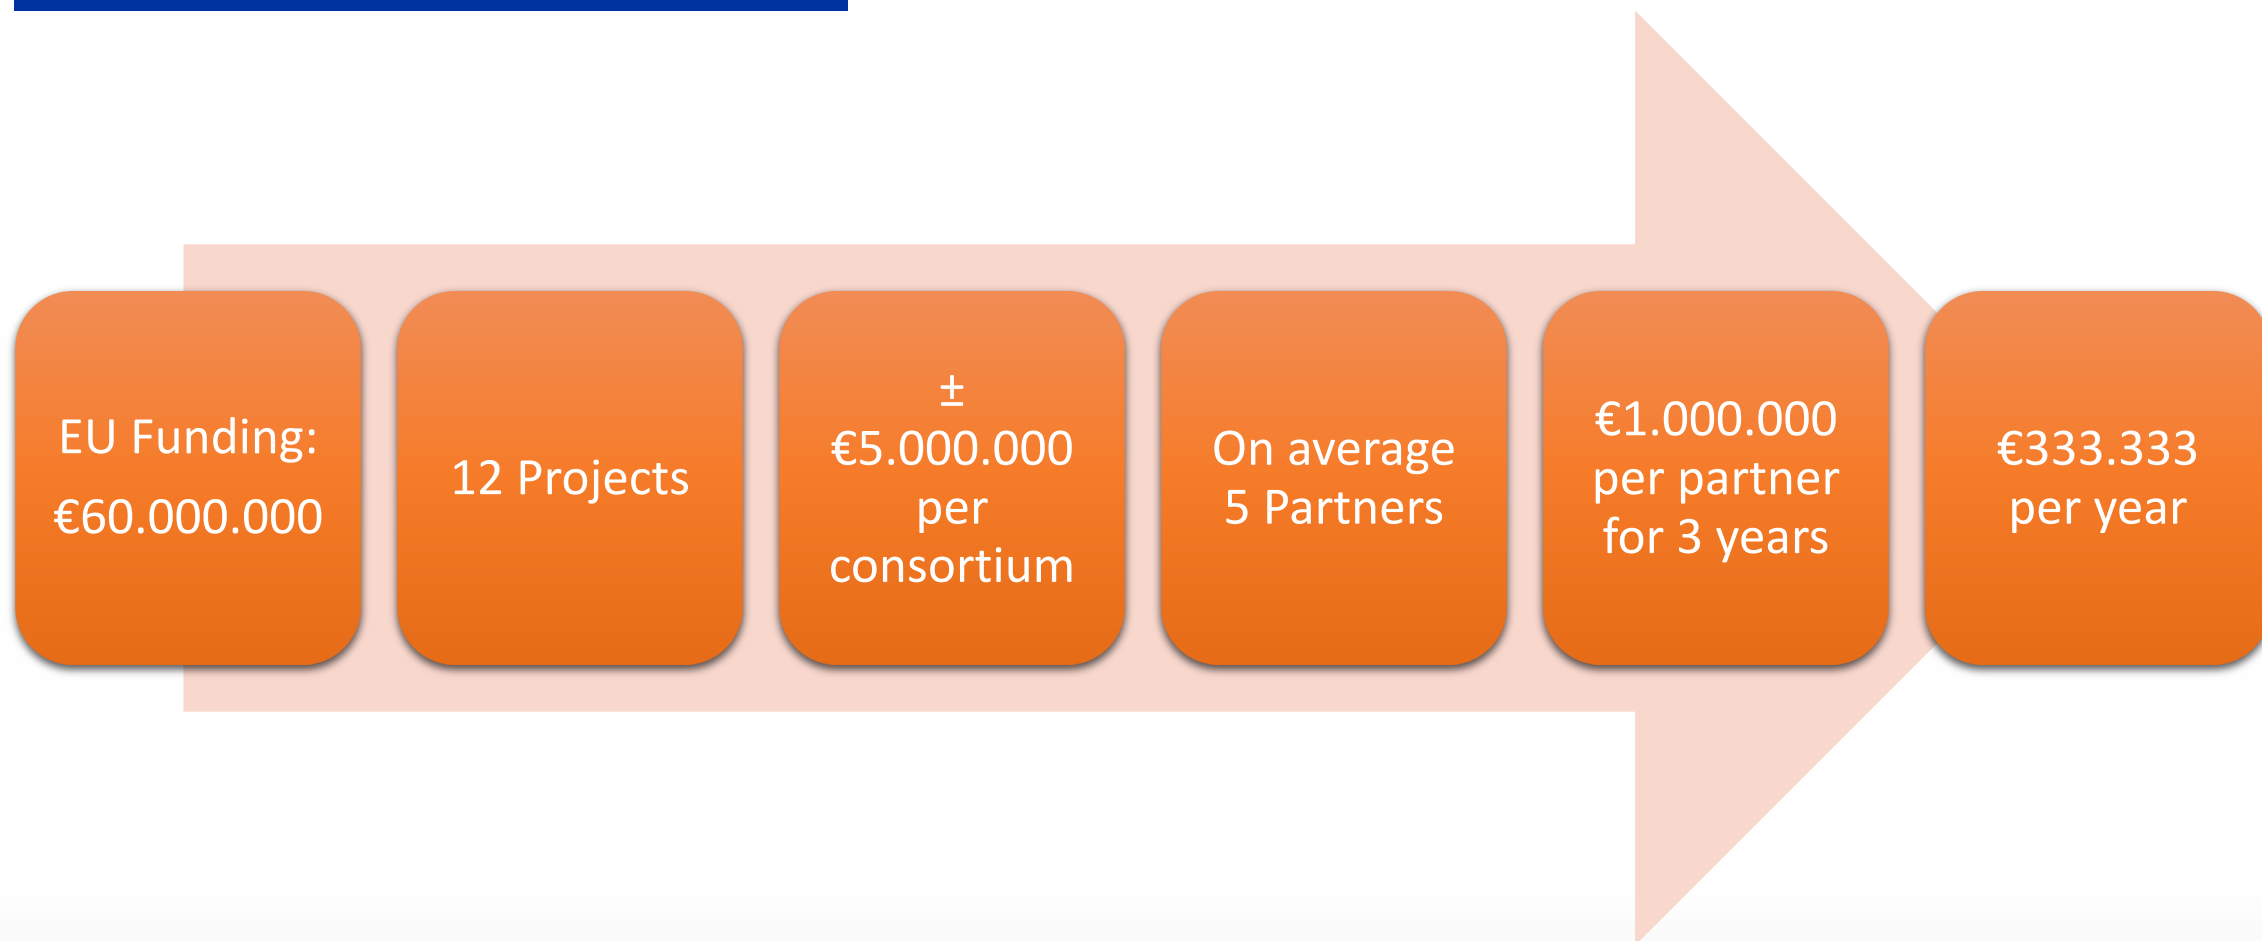 EU Funding:
€60.000.000
12 Projects
±
€5.000.000
per
consortium
On average
5 Partners
€1.000.000
per partner
for 3 years
€333.333
per year